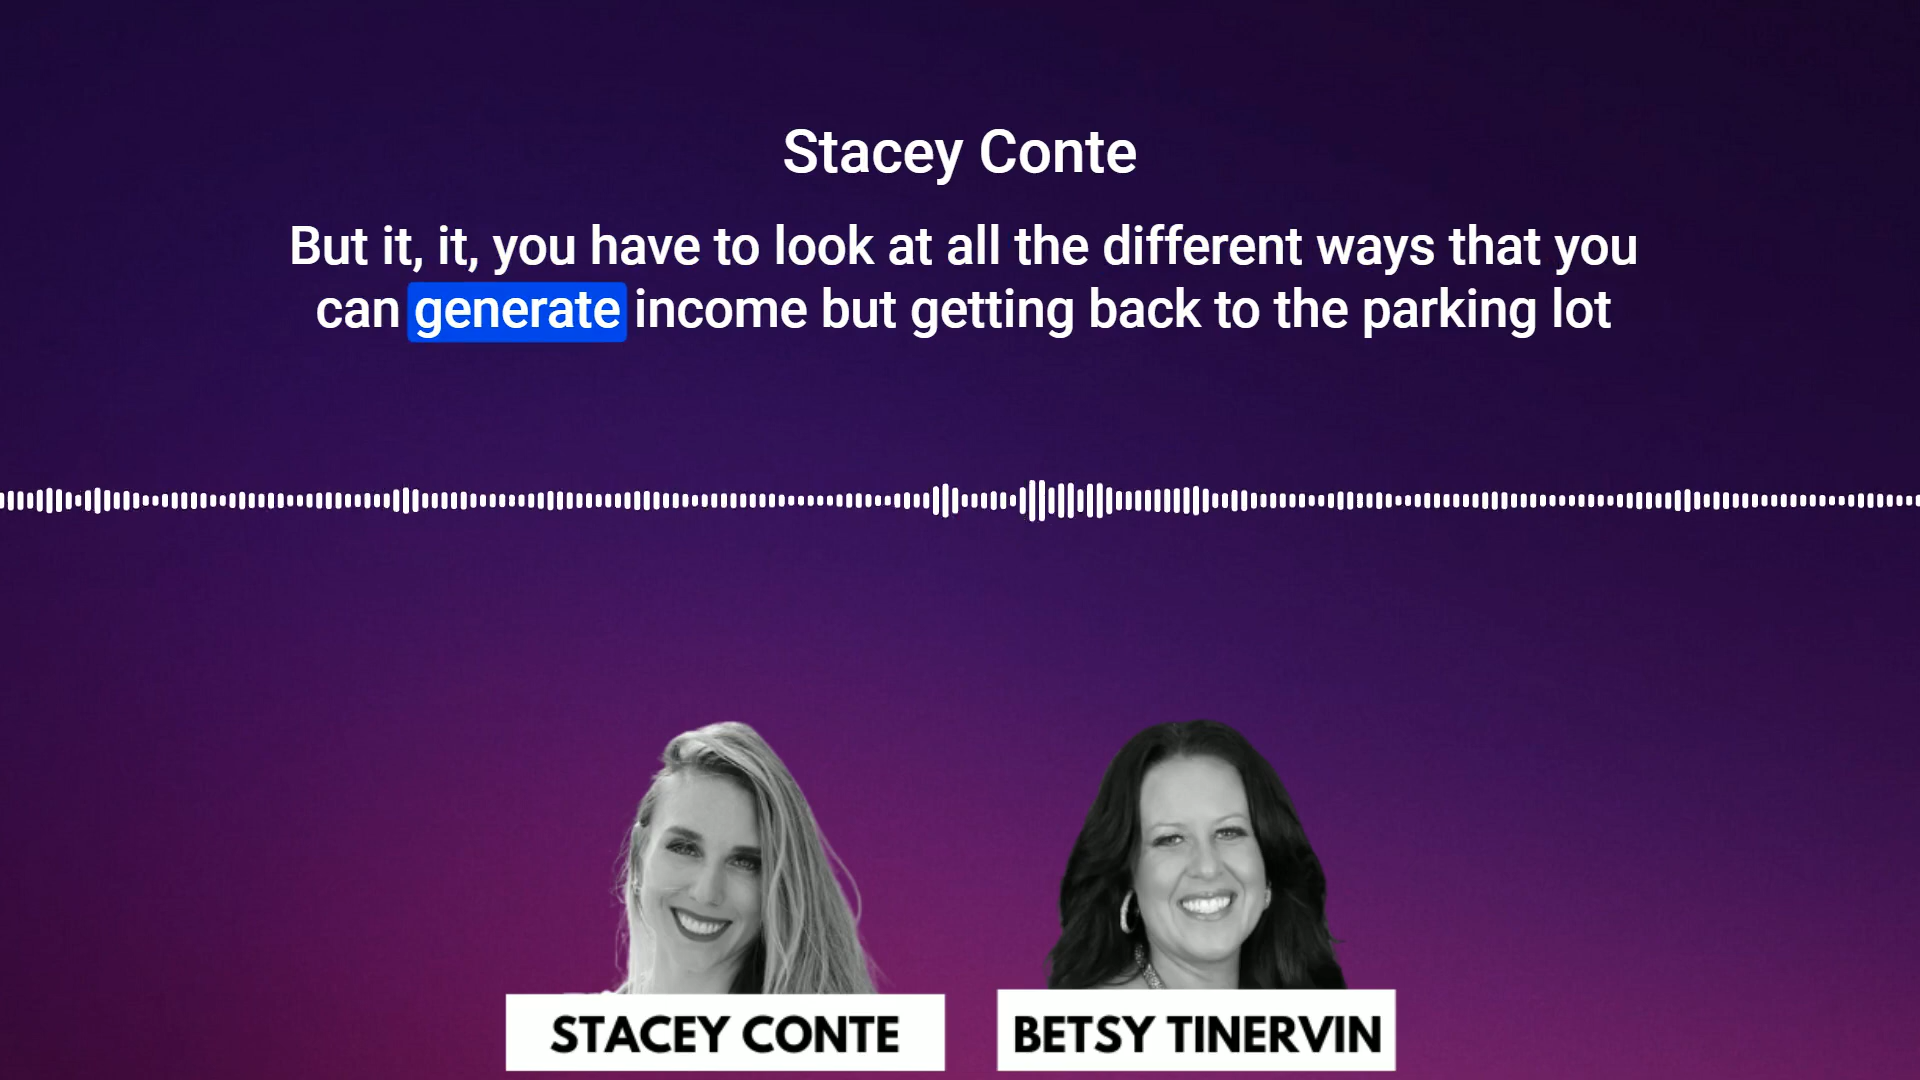 Stacey Conte
But it, it, you have to look at all the different ways that you
can generate income but getting back to the parking lot
STACEY CONTE
BETSY TINERVIN